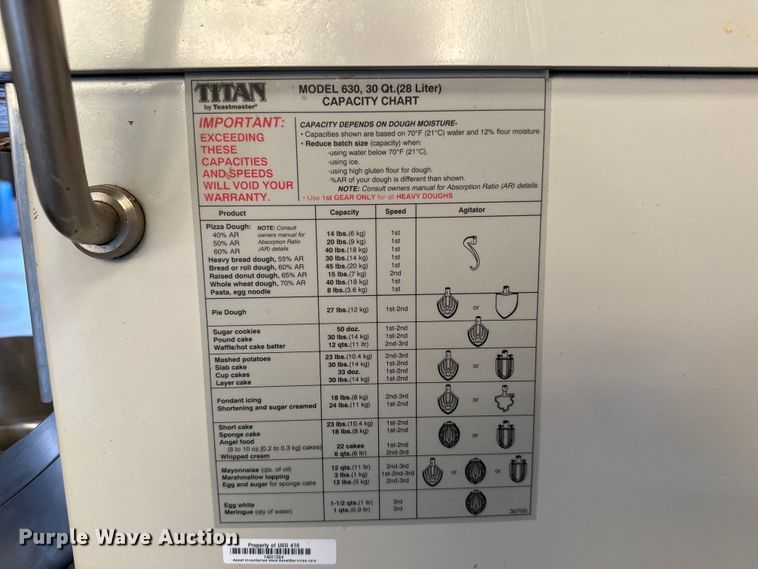 TITAN
by Toastmaster®
MODEL 630, 30 Qt.(28 Liter)
CAPACITY CHART
IMPORTANT:
EXCEEDING
THESE
CAPACITIES
AND SPEEDS
WILL VOID YOUR
WARRANTY.
CAPACITY DEPENDS ON DOUGH MOISTURE-
• Capacities shown are based on 70°F (21°C) water and 12% flour moisture.
• Reduce batch size (capacity) when:
-using water below 70°F (21°C).
-using ice.
-using high gluten flour for dough.
-%AR of your dough is different than shown.
NOTE: Consult owners manual for Absorption Ratio (AR) details.
• Use 1st GEAR ONLY for all HEAVY DOUGHS
Product Capacity Speed Agitator
Pizza Dough: NOTE: Consult owners manual for Absorption Ratio (AR) details.
40% AR 14 lbs.(6 kg) 1st
50% AR 20 lbs.(9 kg) 1st
60% AR 40 lbs.(18 kg) 1st
Heavy bread dough, 55% AR 30 lbs.(14 kg) 1st
Bread or roll dough, 60% AR 45 lbs.(20 kg) 1st
Raised donut dough, 65% AR 15 lbs.(7 kg) 2nd
Whole wheat dough, 70% AR 40 lbs.(18 kg) 1st
Pasta, egg noodle 8 lbs.(3.6 kg) 1st
Pie Dough 27 lbs.(12 kg) 1st-2nd or
Sugar cookies 50 doz. 1st-2nd
Pound cake 30 lbs.(14 kg) 1st-2nd
Waffle/hot cake batter 12 qts.(11 ltr) 2nd-3rd
Mashed potatoes 23 lbs.(10.4 kg) 2nd-3rd
Slab cake 30 lbs.(14 kg) 1st-2nd or
Cup cakes 33 doz. 1st-2nd
Layer cake 30 lbs.(14 kg) 1st-2nd
Fondant icing 18 lbs.(8 kg) 2nd-3rd or
Shortening and sugar creamed 24 lbs.(11 kg) 1st-2nd
Short cake 23 lbs.(10.4 kg) 1st-2nd
Sponge cake 18 lbs.(8 kg) 1st-2nd or
Angel food
(8 to 10 oz.[0.2 to 0.3 kg] cakes) 22 cakes 1st-2nd
Whipped cream 6 qts.(6 ltr) 2nd-3rd
Mayonnaise (qts. of oil) 12 qts.(11 ltr) 2nd-3rd
Marshmallow topping 3 lbs.(1 kg) 1st-2nd-3rd or or
Egg and sugar for sponge cake 12 lbs.(5 kg) 2nd-3rd
Egg white 1-1/2 qts.(1 ltr) 3rd
Meringue (qty of water) 1 qts.(0.9 ltr) 3rd
30700
Property of USD 419
14001264
Asset Inventories www.AssetServices.com
Purple Wave Auction